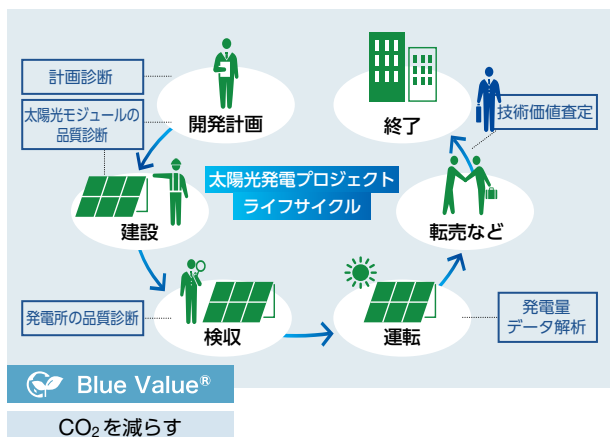 計画診断
太陽光モジュールの
品質診断
開発計画
終了
技術価値査定
太陽光発電プロジェクト
ライフサイクル
建設
転売など
発電所の品質診断
検収
運転
発電量
データ解析
Blue Value®
CO₂を減らす